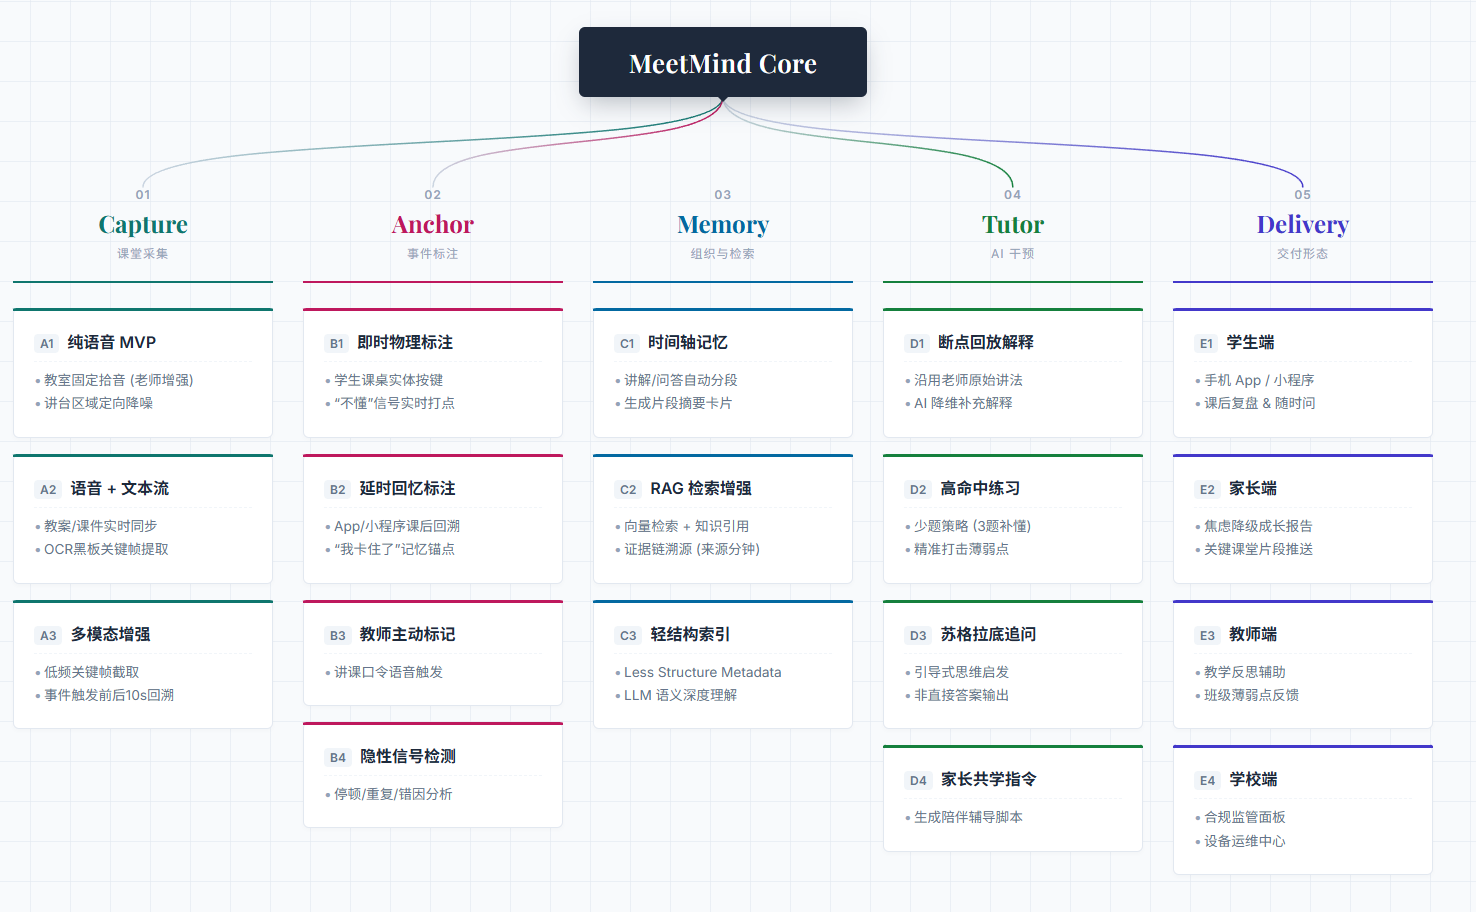 MeetMind Core
01
Capture
课堂采集
A1 纯语音 MVP
• 教室固定拾音 (老师增强)
• 讲台区域定向降噪
A2 语音 + 文本流
• 教案/课件实时同步
• OCR黑板关键帧提取
A3 多模态增强
• 低频关键帧截取
• 事件触发前后10s回溯
02
Anchor
事件标注
B1 即时物理标注
• 学生课桌实体按键
• “不懂”信号实时打点
B2 延时回忆标注
• App/小程序课后回溯
• “我卡住了”记忆锚点
B3 教师主动标记
• 讲课口令语音触发
B4 隐性信号检测
• 停顿/重复/错因分析
03
Memory
组织与检索
C1 时间轴记忆
• 讲解/问答自动分段
• 生成片段摘要卡片
C2 RAG 检索增强
• 向量检索 + 知识引用
• 证据链溯源 (来源分钟)
C3 轻结构索引
• Less Structure Metadata
• LLM 语义深度理解
04
Tutor
AI 干预
D1 断点回放解释
• 沿用老师原始讲法
• AI 降维补充解释
D2 高命中练习
• 少题策略 (3题补懂)
• 精准打击薄弱点
D3 苏格拉底追问
• 引导式思维启发
• 非直接答案输出
D4 家长共学指令
• 生成陪伴辅导脚本
05
Delivery
交付形态
E1 学生端
• 手机 App / 小程序
• 课后复盘 & 随时问
E2 家长端
• 焦虑降级成长报告
• 关键课堂片段推送
E3 教师端
• 教学反思辅助
• 班级薄弱点反馈
E4 学校端
• 合规监管面板
• 设备运维中心